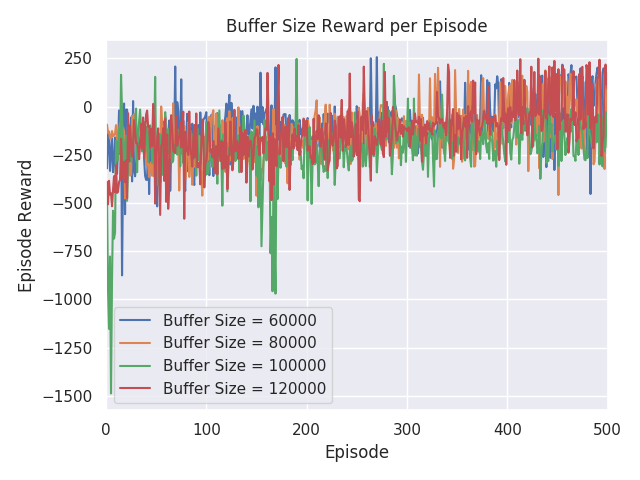 Buffer Size Reward per Episode
250
0
−250
−500
−750
−1000
−1250
−1500
Episode Reward
Buffer Size = 60000
Buffer Size = 80000
Buffer Size = 100000
Buffer Size = 120000
0 100 200 300 400 500
Episode